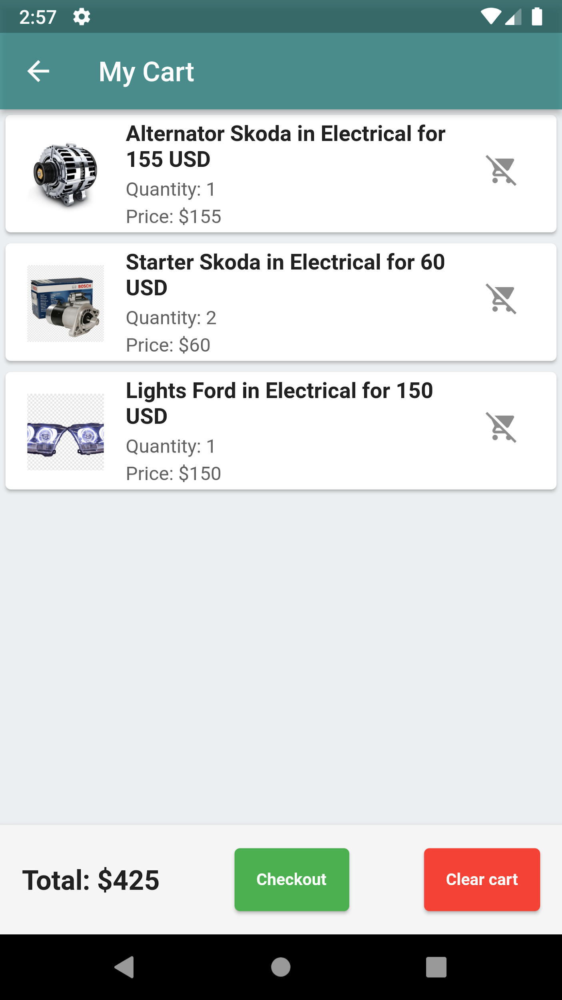 2:57
My Cart
Alternator Skoda in Electrical for
155 USD
Quantity: 1
Price: $155
BOSCH
Starter Skoda in Electrical for 60
USD
Quantity: 2
Price: $60
Lights Ford in Electrical for 150
USD
Quantity: 1
Price: $150
Total: $425
Checkout
Clear cart